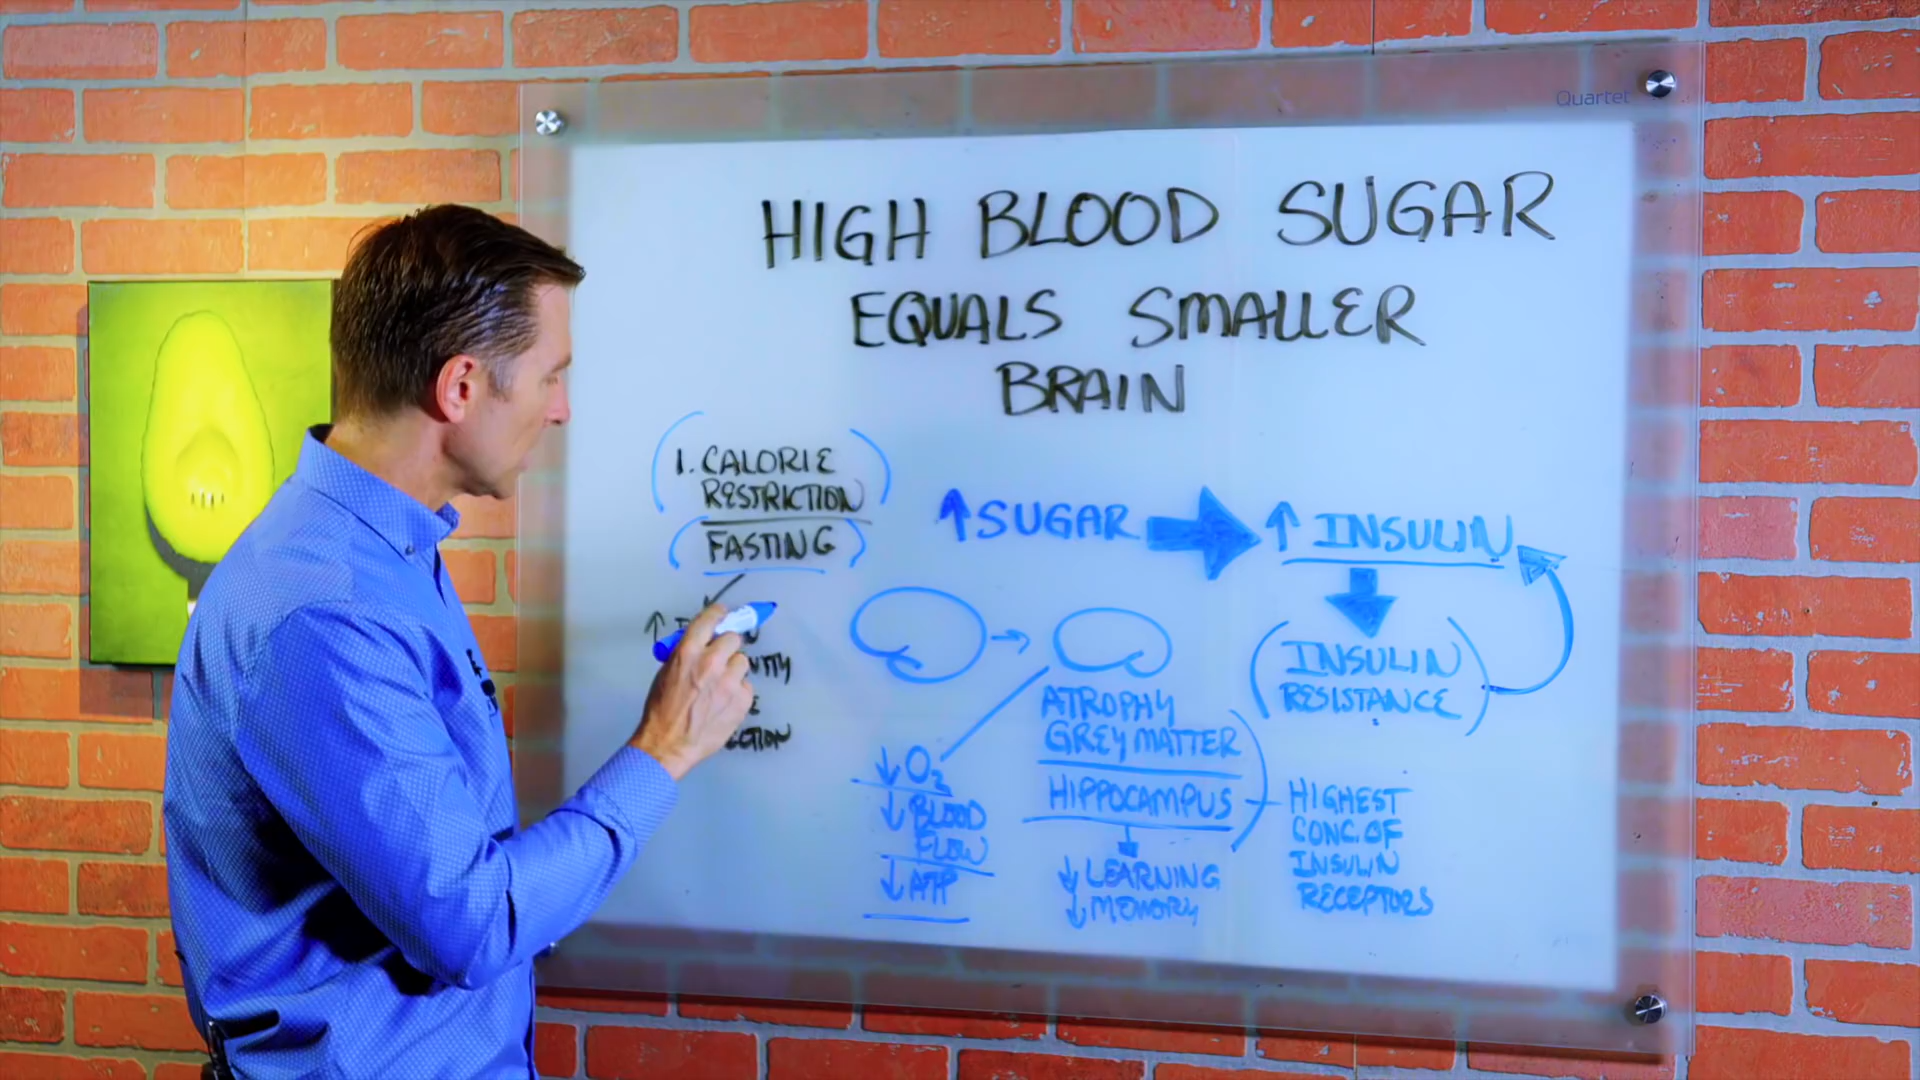 Quartet
HIGH BLOOD SUGAR
EQUALS SMALLER
BRAIN
1. CALORIE
RESTRICTION
FASTING
↑
↑ SUGAR → ↑ INSULIN
INSULIN
RESISTANCE
ATROPHY
GREY MATTER
HIPPOCAMPUS
↓ LEARNING
↓ MEMORY
↓ O₂
↓ BLOOD
FLOW
↓ ATP
HIGHEST
CONC. OF
INSULIN
RECEPTORS